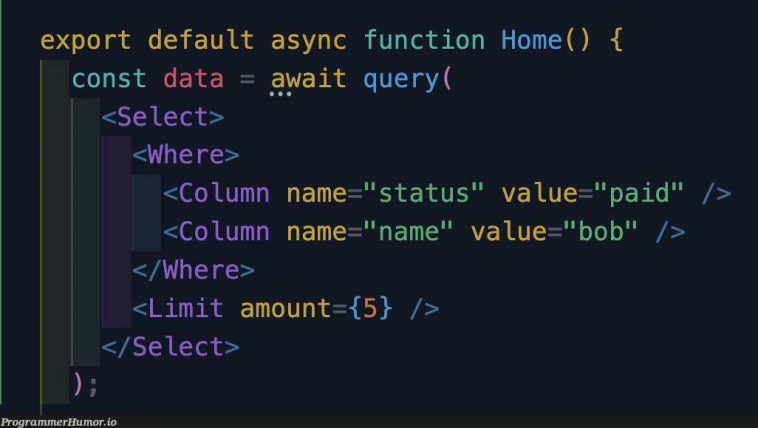 export default async function Home() {
const data = await query(
<Select>
<Where>
<Column name="status" value="paid" />
<Column name="name" value="bob" />
</Where>
<Limit amount={5} />
</Select>
);
ProgrammerHumor.io